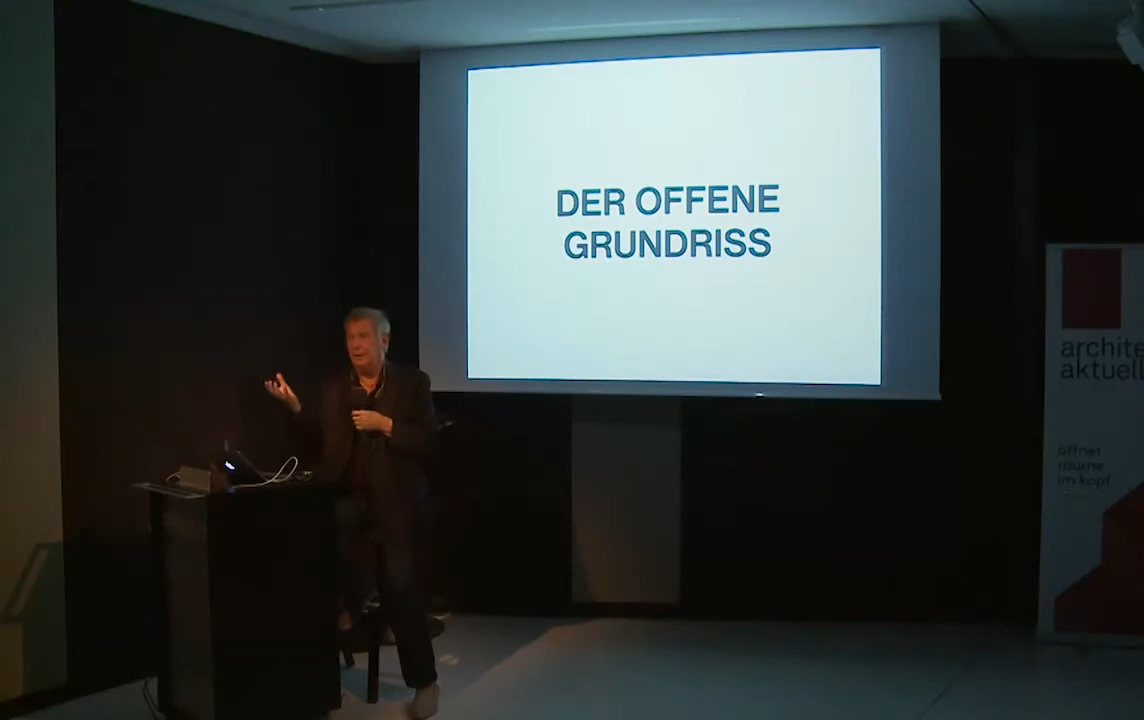 DER OFFENE
GRUNDRISS
archite
aktuell
öffnet
räume
im kopf